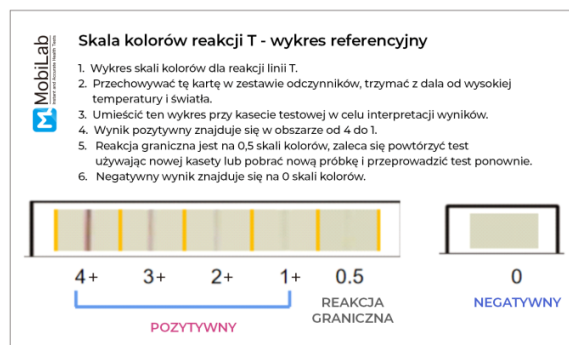 MobiLab
Skala kolorów reakcji T - wykres referencyjny
1. Wykres skali kolorów dla reakcji linii T.
2. Przechowywać tę kartę w zestawie odczynników, trzymać z dala od wysokiej
temperatury i światła.
3. Umieścić ten wykres przy kasecie testowej w celu interpretacji wyników.
4. Wynik pozytywny znajduje się w obszarze od 4 do 1.
5. Reakcja graniczna jest na 0,5 skali kolorów, zaleca się powtórzyć test
używając nowej kasety lub pobrać nową próbkę i przeprowadzić test ponownie.
6. Negatywny wynik znajduje się na 0 skali kolorów.
4+ 3+ 2+ 1+ 0.5 0
POZYTYWNY
REAKCJA
GRANICZNA
NEGATYWNY